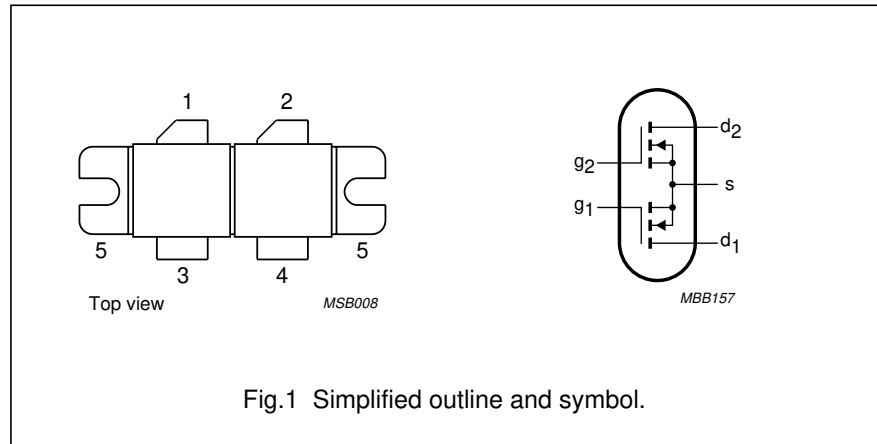 1 2
5 5
3 4
Top view MSB008
d2
g2
s
g1
d1
MBB157
Fig.1 Simplified outline and symbol.